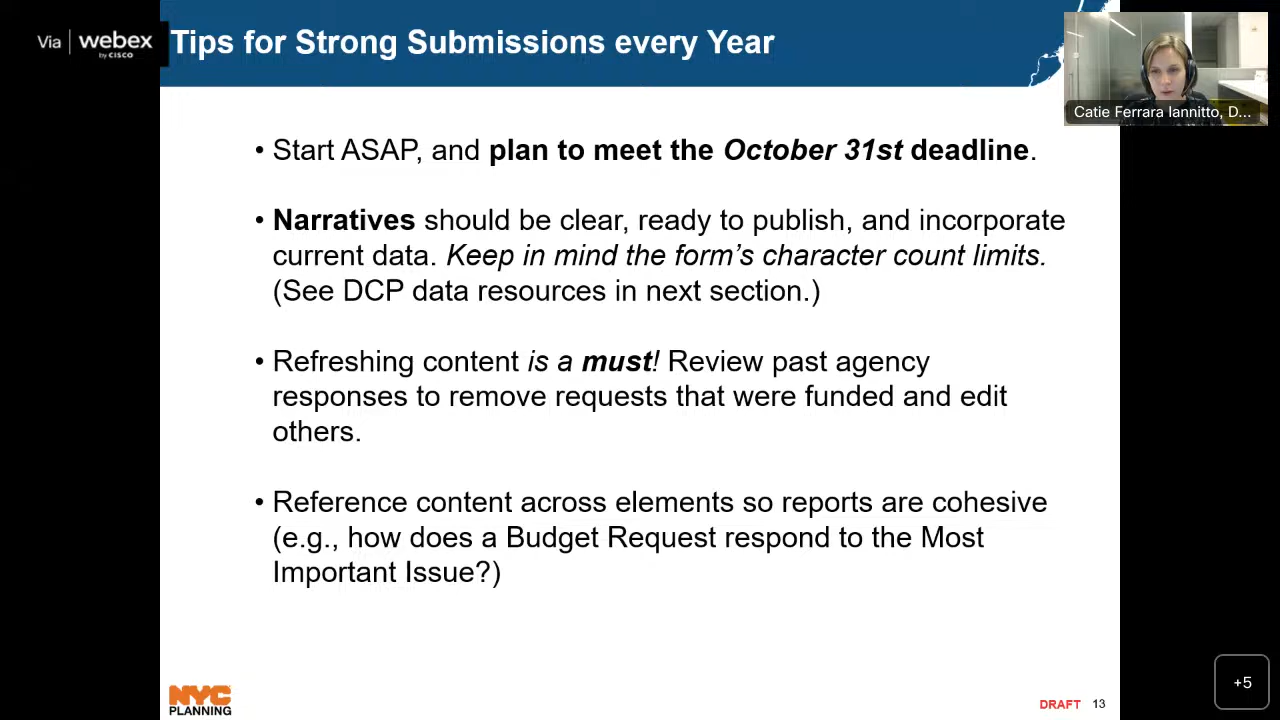 Via webex
by CISCO
Tips for Strong Submissions every Year
Catie Ferrara Iannitto, D...
• Start ASAP, and plan to meet the October 31st deadline.
• Narratives should be clear, ready to publish, and incorporate
current data. Keep in mind the form’s character count limits.
(See DCP data resources in next section.)
• Refreshing content is a must! Review past agency
responses to remove requests that were funded and edit
others.
• Reference content across elements so reports are cohesive
(e.g., how does a Budget Request respond to the Most
Important Issue?)
NYC
PLANNING
DRAFT 13
+5